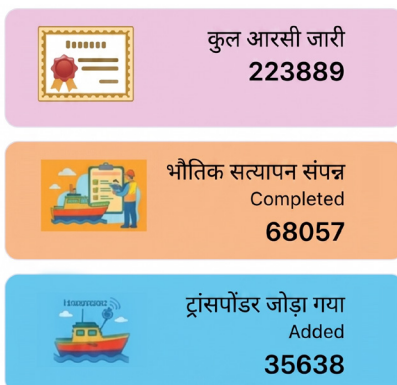 कुल आरसी जारी
223889
भौतिक सत्यापन संपन्न
Completed
68057
ट्रांसपोंडर जोड़ा गया
Added
35638